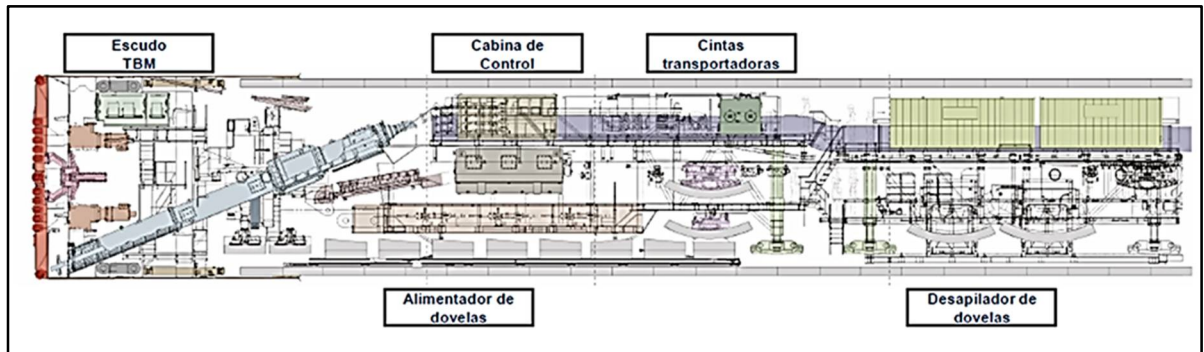 Escudo
TBM
Cabina de
Control
Cintas
transportadoras
Alimentador de
dovelas
Desapilador de
dovelas